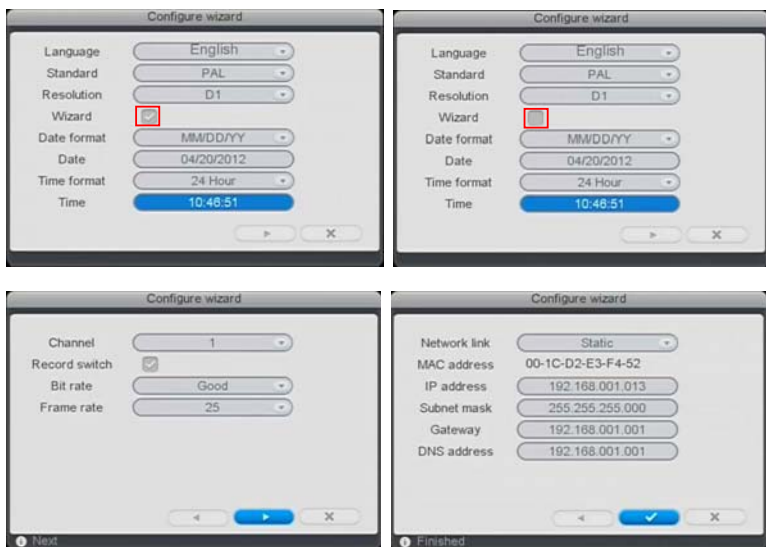 Configure wizard
Language English
Standard PAL
Resolution D1
Wizard
Date format MM/DD/YY
Date 04/20/2012
Time format 24 Hour
Time 10:46:51
Configure wizard
Language English
Standard PAL
Resolution D1
Wizard
Date format MM/DD/YY
Date 04/20/2012
Time format 24 Hour
Time 10:46:51
Configure wizard
Channel 1
Record switch
Bit rate Good
Frame rate 25
Next
Configure wizard
Network link Static
MAC address 00-1C-D2-E3-F4-52
IP address 192.168.001.013
Subnet mask 255.255.255.000
Gateway 192.168.001.001
DNS address 192.168.001.001
Finished